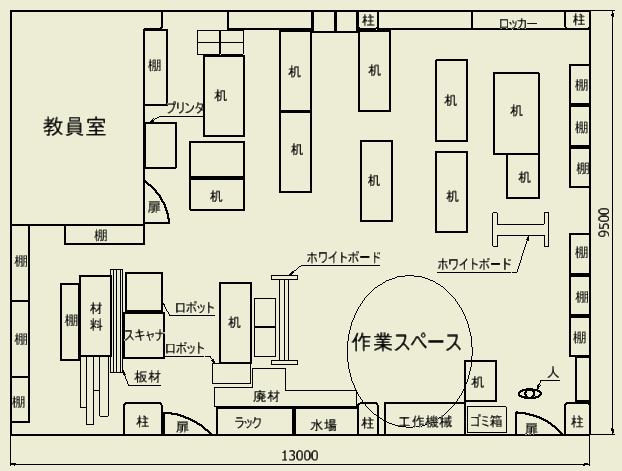 柱
ロッカー
柱
棚
机
机
机
机
机
棚
プリンタ
教員室
棚
机
机
棚
机
机
机
机
扉
棚
9500
棚
棚
ホワイトボード
ホワイトボード
棚
棚
材料
ロボット
棚
スキャナ
机
作業スペース
棚
棚
ロボット
板材
人
机
棚
廃材
柱
扉
ラック
水場
柱
工作機械
ゴミ箱
扉
柱
13000